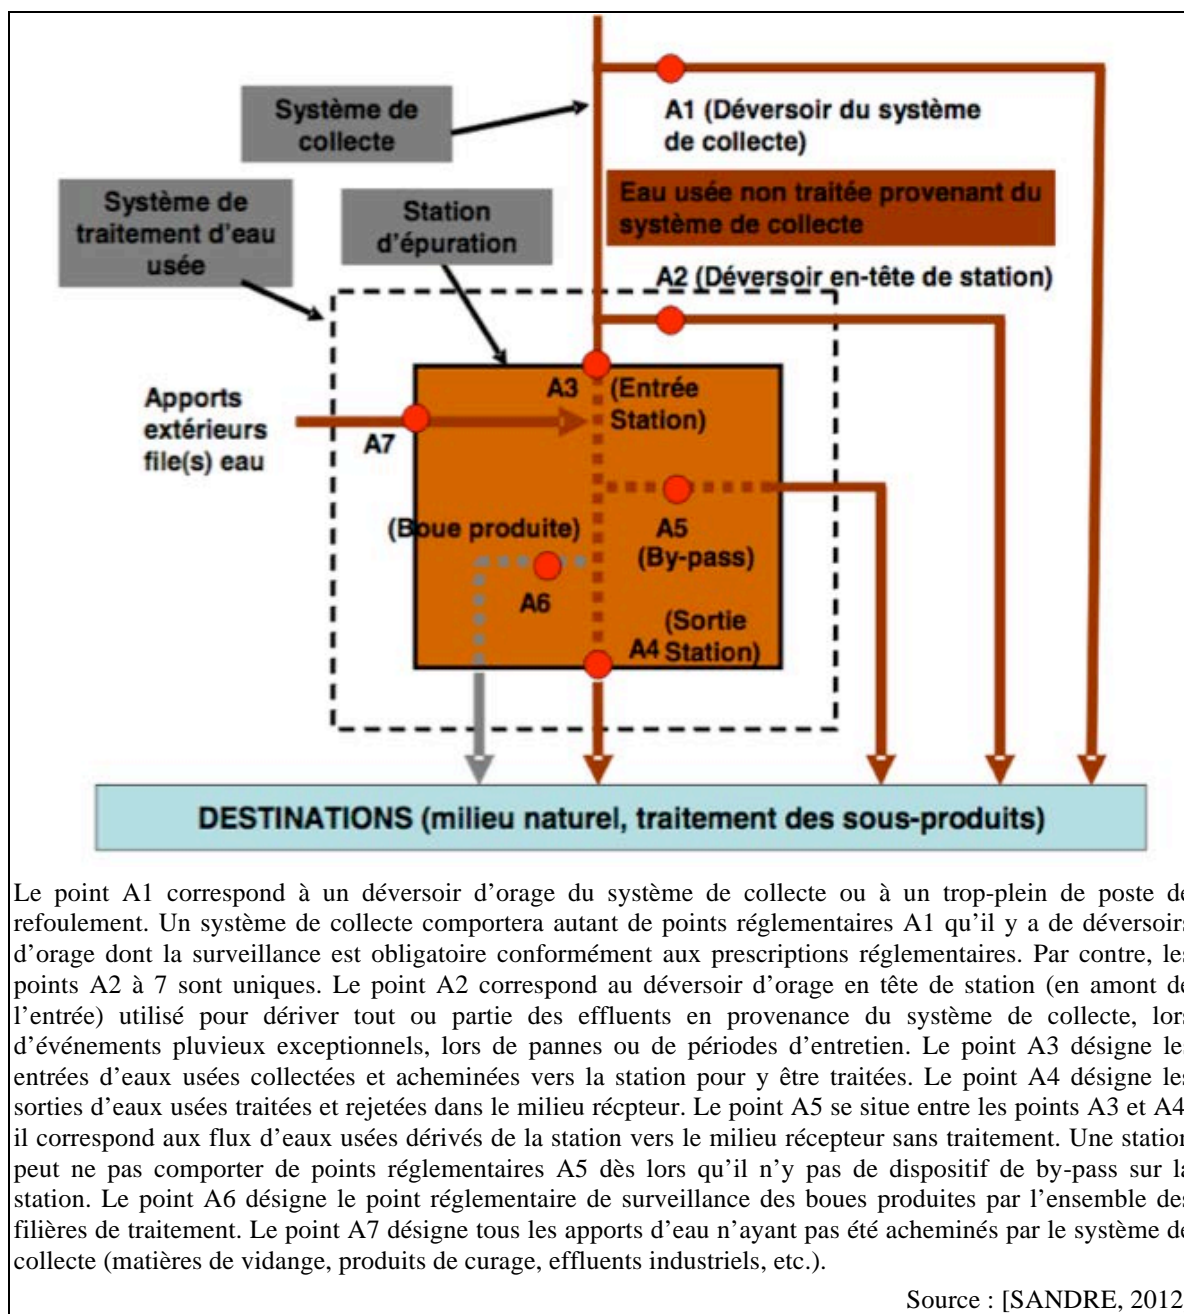 Système de
collecte
A1 (Déversoir du système
de collecte)
Système de
traitement d'eau
usée
Station
d'épuration
Eau usée non traitée provenant du
système de collecte
A2 (Déversoir en-tête de station)
A3 (Entrée
Station)
Apports
extérieurs
file(s) eau
A7
(Boue produite)
A5
(By-pass)
A6
(Sortie
A4 Station)
DESTINATIONS (milieu naturel, traitement des sous-produits)
Le point A1 correspond à un déversoir d'orage du système de collecte ou à un trop-plein de poste de
refoulement. Un système de collecte comportera autant de points réglementaires A1 qu'il y a de déversoirs
d'orage dont la surveillance est obligatoire conformément aux prescriptions réglementaires. Par contre, les
points A2 à 7 sont uniques. Le point A2 correspond au déversoir d'orage en tête de station (en amont de
l'entrée) utilisé pour dériver tout ou partie des effluents en provenance du système de collecte, lors
d'événements pluvieux exceptionnels, lors de pannes ou de périodes d'entretien. Le point A3 désigne les
entrées d'eaux usées collectées et acheminées vers la station pour y être traitées. Le point A4 désigne les
sorties d'eaux usées traitées et rejetées dans le milieu récpteur. Le point A5 se situe entre les points A3 et A4
il correspond aux flux d'eaux usées dérivés de la station vers le milieu récepteur sans traitement. Une station
peut ne pas comporter de points réglementaires A5 dès lors qu'il n'y pas de dispositif de by-pass sur la
station. Le point A6 désigne le point réglementaire de surveillance des boues produites par l'ensemble des
filières de traitement. Le point A7 désigne tous les apports d'eau n'ayant pas été acheminés par le système de
collecte (matières de vidange, produits de curage, effluents industriels, etc.).
Source : [SANDRE, 2012